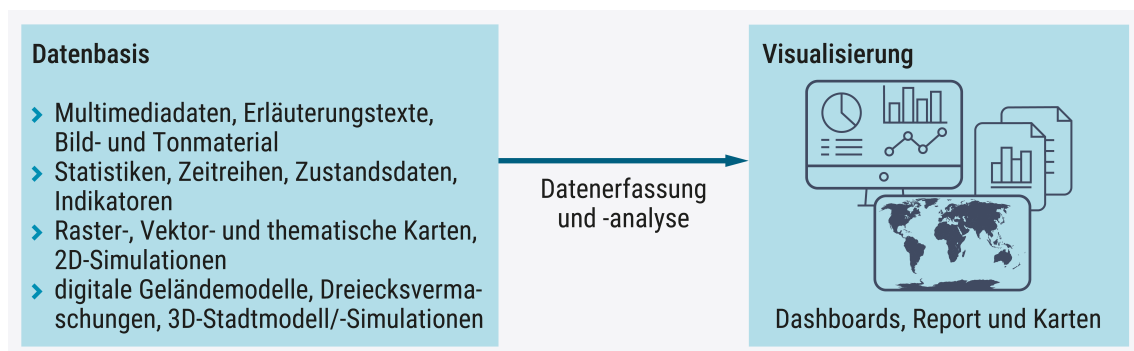 Datenbasis
Multimediadaten, Erläuterungstexte,
Bild- und Tonmaterial
Statistiken, Zeitreihen, Zustandsdaten,
Indikatoren
Raster-, Vektor- und thematische Karten,
2D-Simulationen
digitale Geländemodelle, Dreiecksverma-
schungen, 3D-Stadtmodell/-Simulationen
Datenerfassung
und -analyse
Visualisierung
Dashboards, Report und Karten